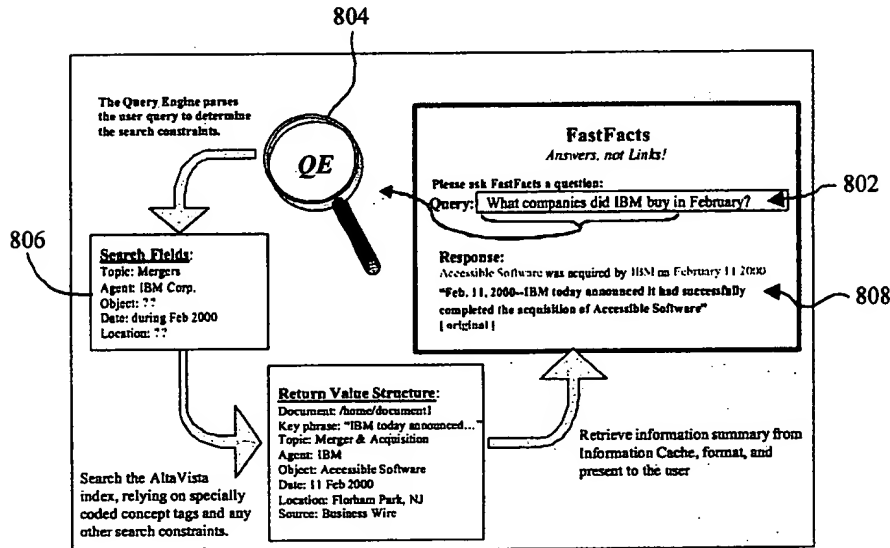 804
The Query Engine parses
the user query to determine
the search constraints.
QE
FastFacts
Answers, not Links!
Please ask FastFacts a question:
Query: What companies did IBM buy in February?
802
806
Search Fields:
Topic: Mergers
Agent: IBM Corp.
Object: ??
Date: during Feb 2000
Location: ??
Response:
Accessible Software was acquired by IBM on February 11 2000
"Feb. 11, 2000--IBM today announced it had successfully
completed the acquisition of Accessible Software"
[ original ]
808
Return Value Structure:
Document: /home/document1
Key phrase: "IBM today announced..."
Topic: Merger & Acquisition
Agent: IBM
Object: Accessible Software
Date: 11 Feb 2000
Location: Florham Park, NJ
Source: Business Wire
Search the AltaVista
index, relying on specially
coded concept tags and any
other search constraints.
Retrieve information summary from
Information Cache, format, and
present to the user